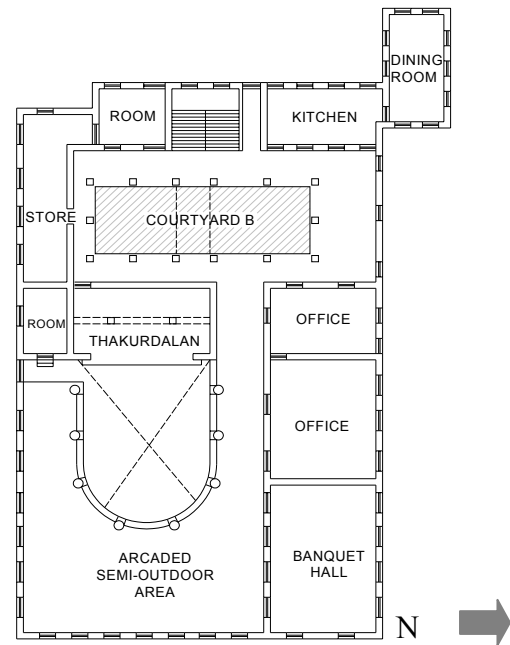 DINING
ROOM
ROOM
KITCHEN
STORE
COURTYARD B
ROOM
THAKURDALAN
OFFICE
OFFICE
ARCADED
SEMI-OUTDOOR
AREA
BANQUET
HALL
N